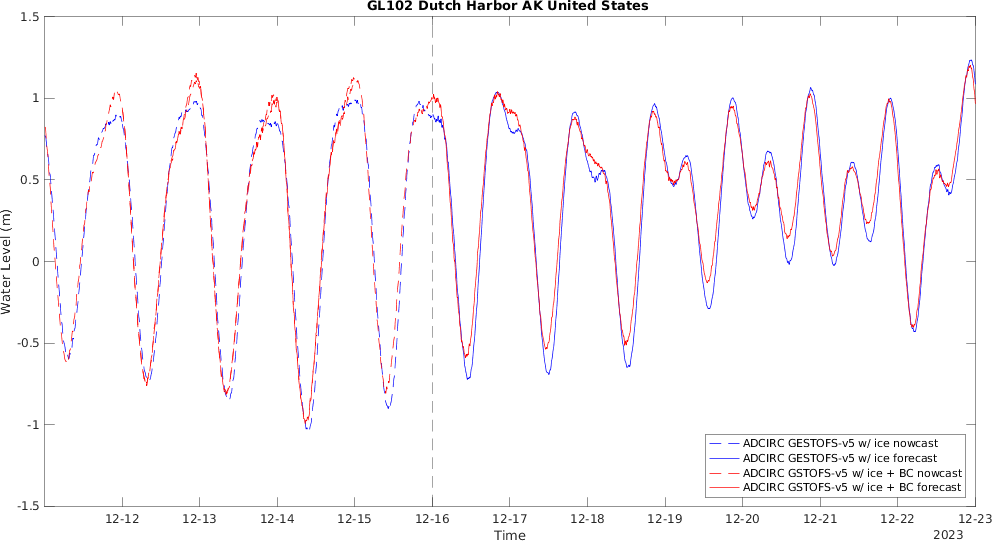 GL102 Dutch Harbor AK United States
1.5
1
0.5
0
-0.5
-1
-1.5
Water Level (m)
12-12 12-13 12-14 12-15 12-16 12-17 12-18 12-19 12-20 12-21 12-22 12-23
Time
2023
ADCIRC GESTOFS-v5 w/ ice nowcast
ADCIRC GESTOFS-v5 w/ ice forecast
ADCIRC GSTOFS-v5 w/ ice + BC nowcast
ADCIRC GSTOFS-v5 w/ ice + BC forecast